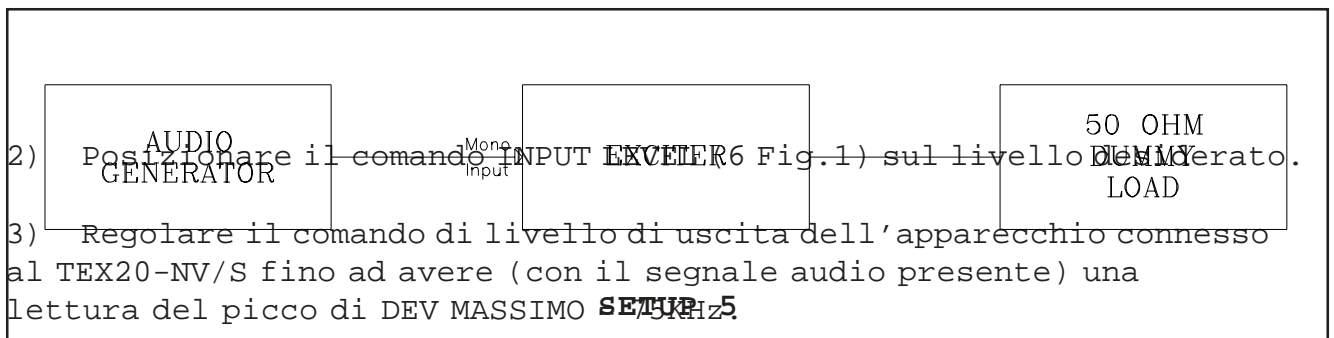 AUDIO
GENERATOR
Mono
Input
EXCITER
50 OHM
DUMMY
LOAD
2) Posizionare il comando INPUT LEVEL (6 Fig.1) sul livello desiderato.
3) Regolare il comando di livello di uscita dell'apparecchio connesso
al TEX20-NV/S fino ad avere (con il segnale audio presente) una
lettura del picco di DEV MASSIMO 75KHz.
SETUP 5